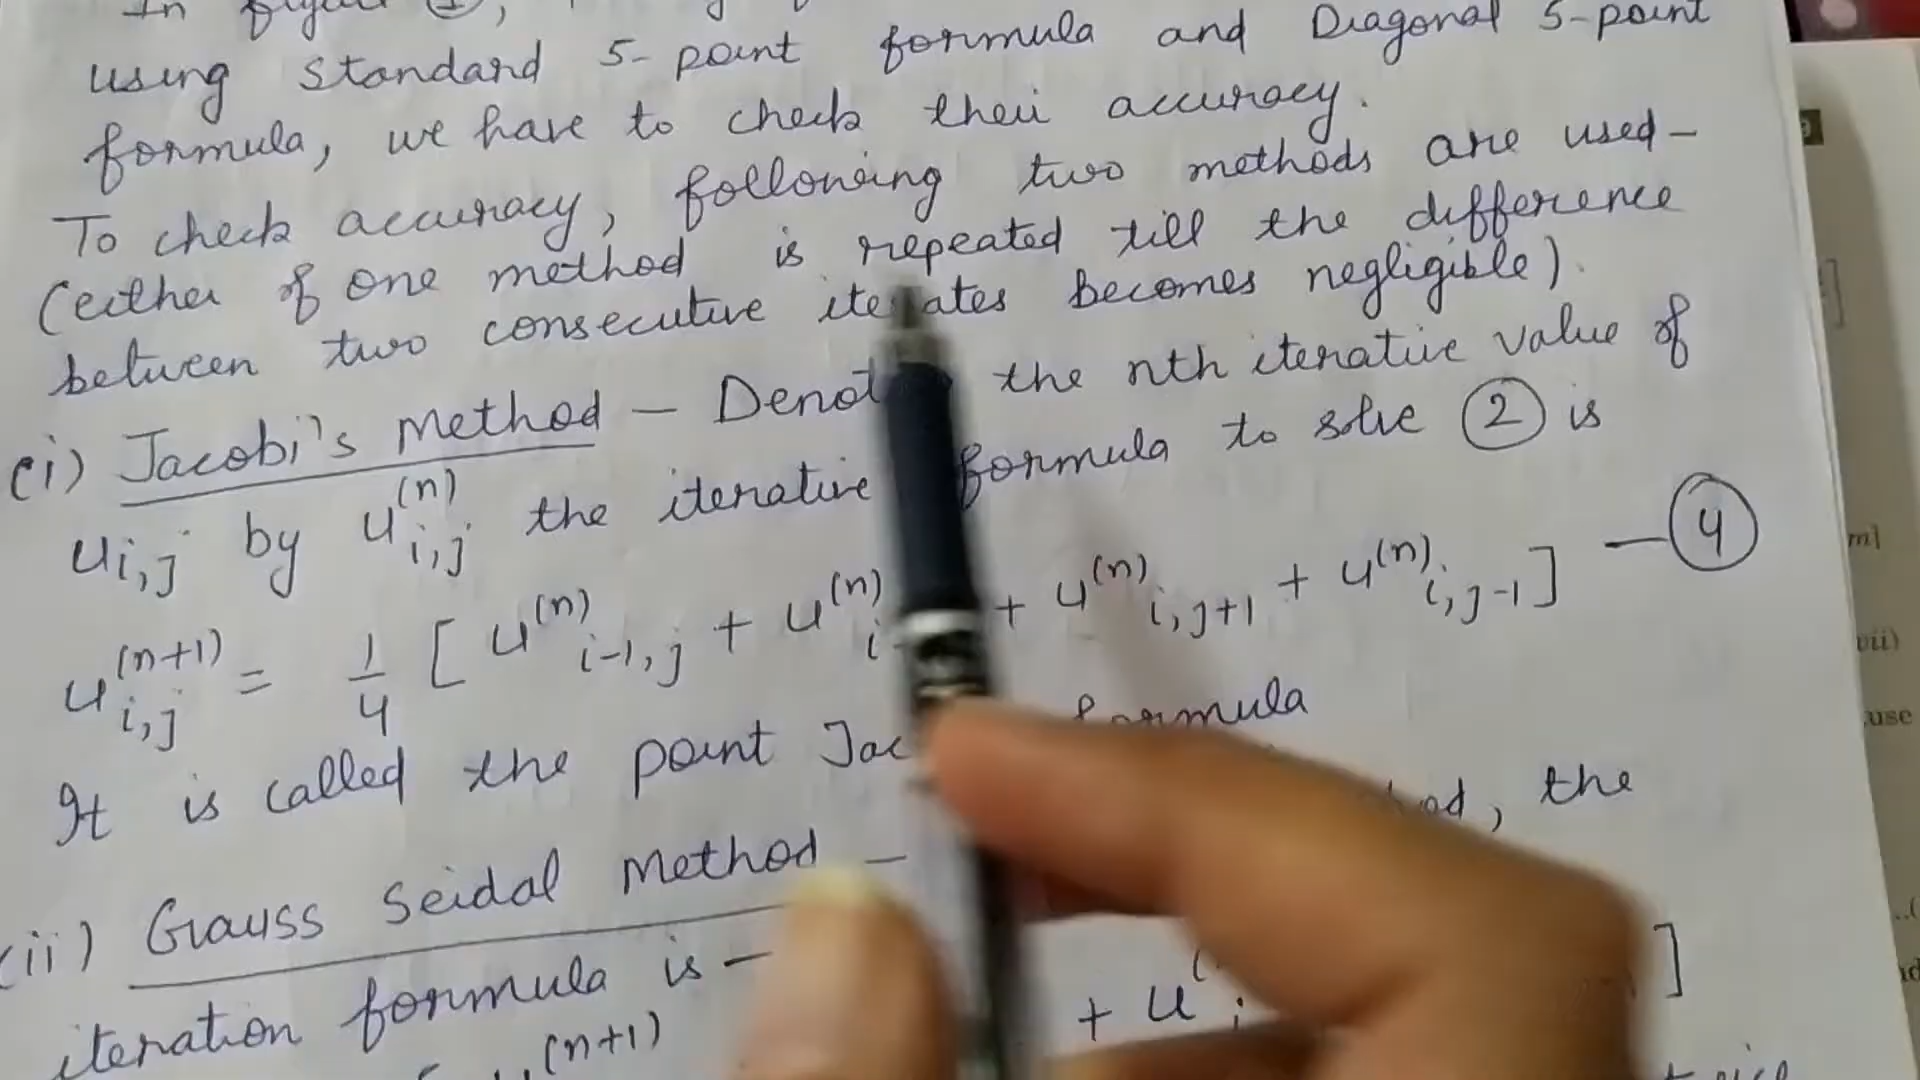 In
using standard 5-point formula and Diagonal 5-point
formula, we have to check their accuracy.
To check accuracy, following two methods are used-
(either of one method is repeated till the difference
between two consecutive iterates becomes negligible).
(i) Jacobi's Method - Denote the nth iterative value of
u_{i,j} by u^{(n)}_{i,j} the iterative formula to solve ② is
u^{(n+1)}_{i,j} = 1/4 [u^{(n)}_{i-1,j} + u^{(n)}_{i + u^{(n)}_{i,j+1} + u^{(n)}_{i,j-1}] - ④
It is called the point Jac formula
(ii) Gauss Seidal Method - the
iteration formula is -
(n+1) + u i ]